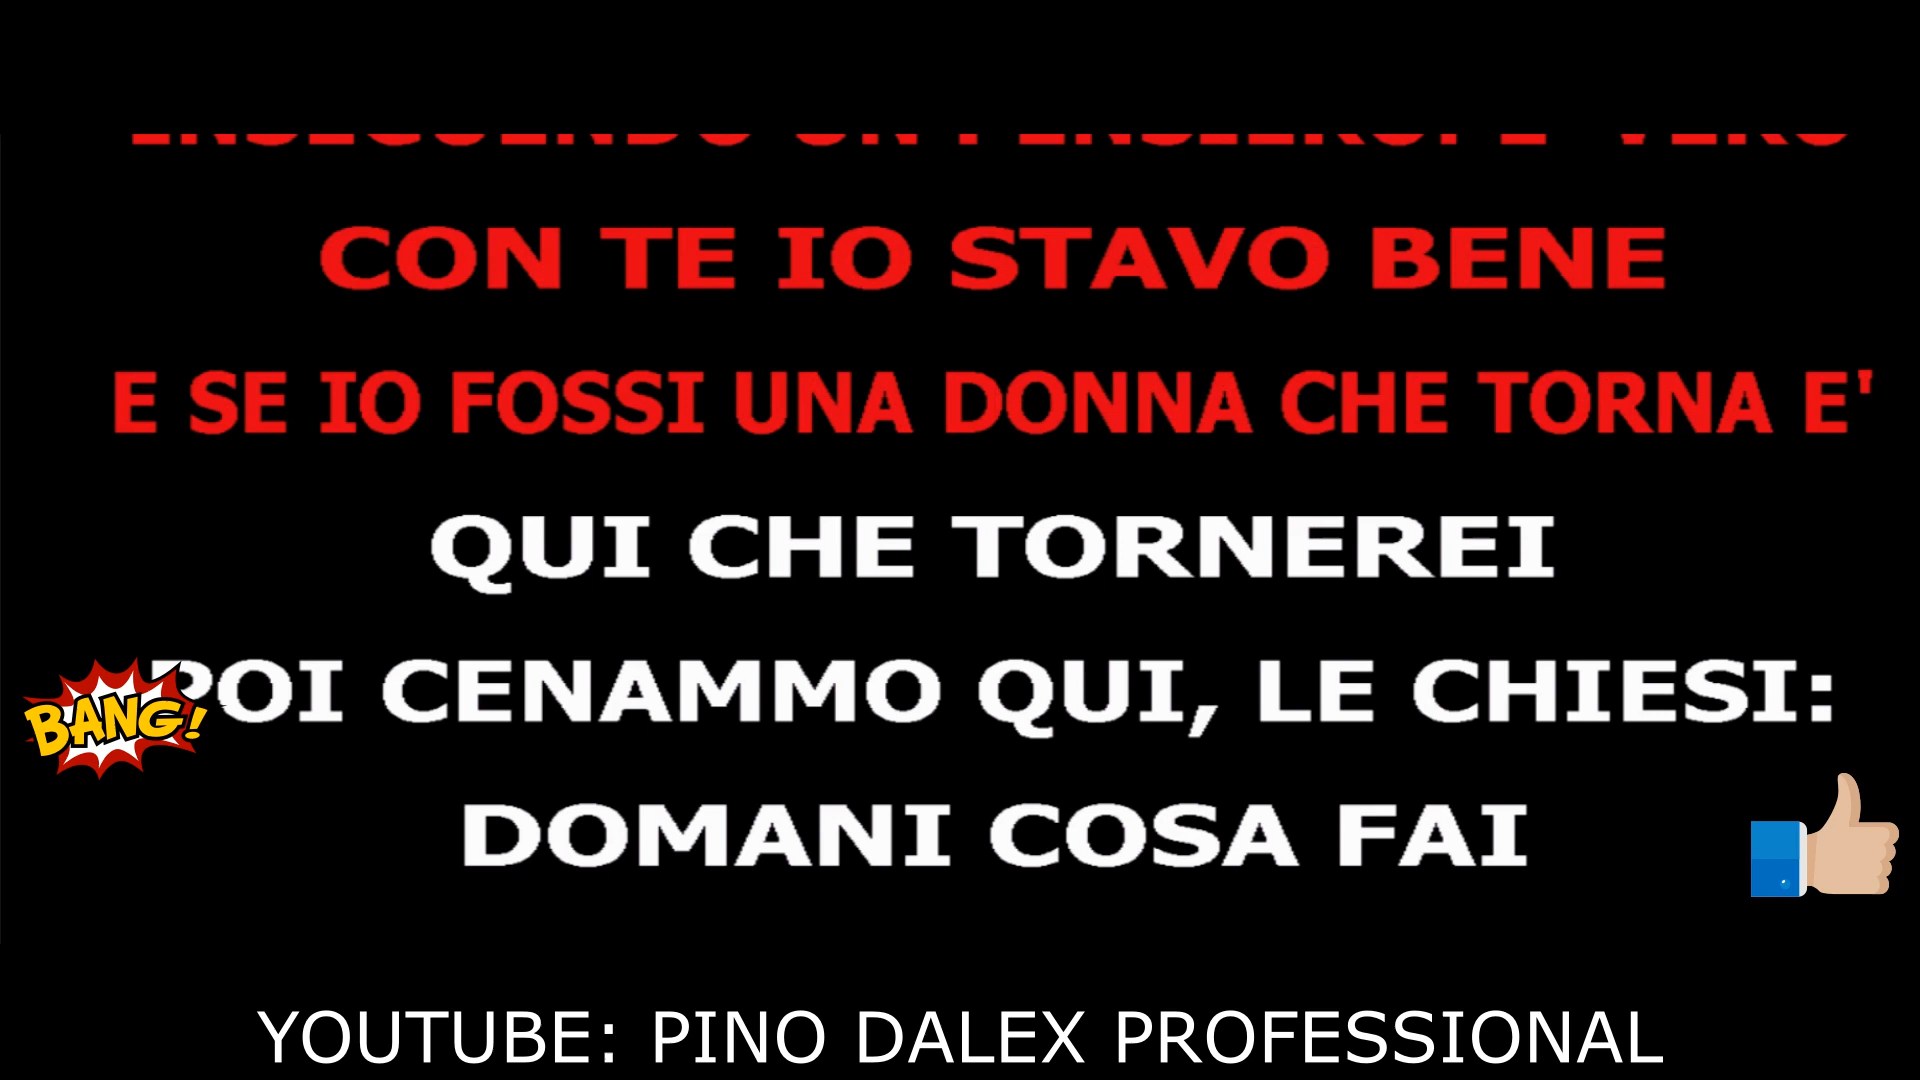 CON TE IO STAVO BENE
E SE IO FOSSI UNA DONNA CHE TORNA E'
QUI CHE TORNEREI
POI CENAMMO QUI, LE CHIESI:
BANG!
DOMANI COSA FAI
YOUTUBE: PINO DALEX PROFESSIONAL